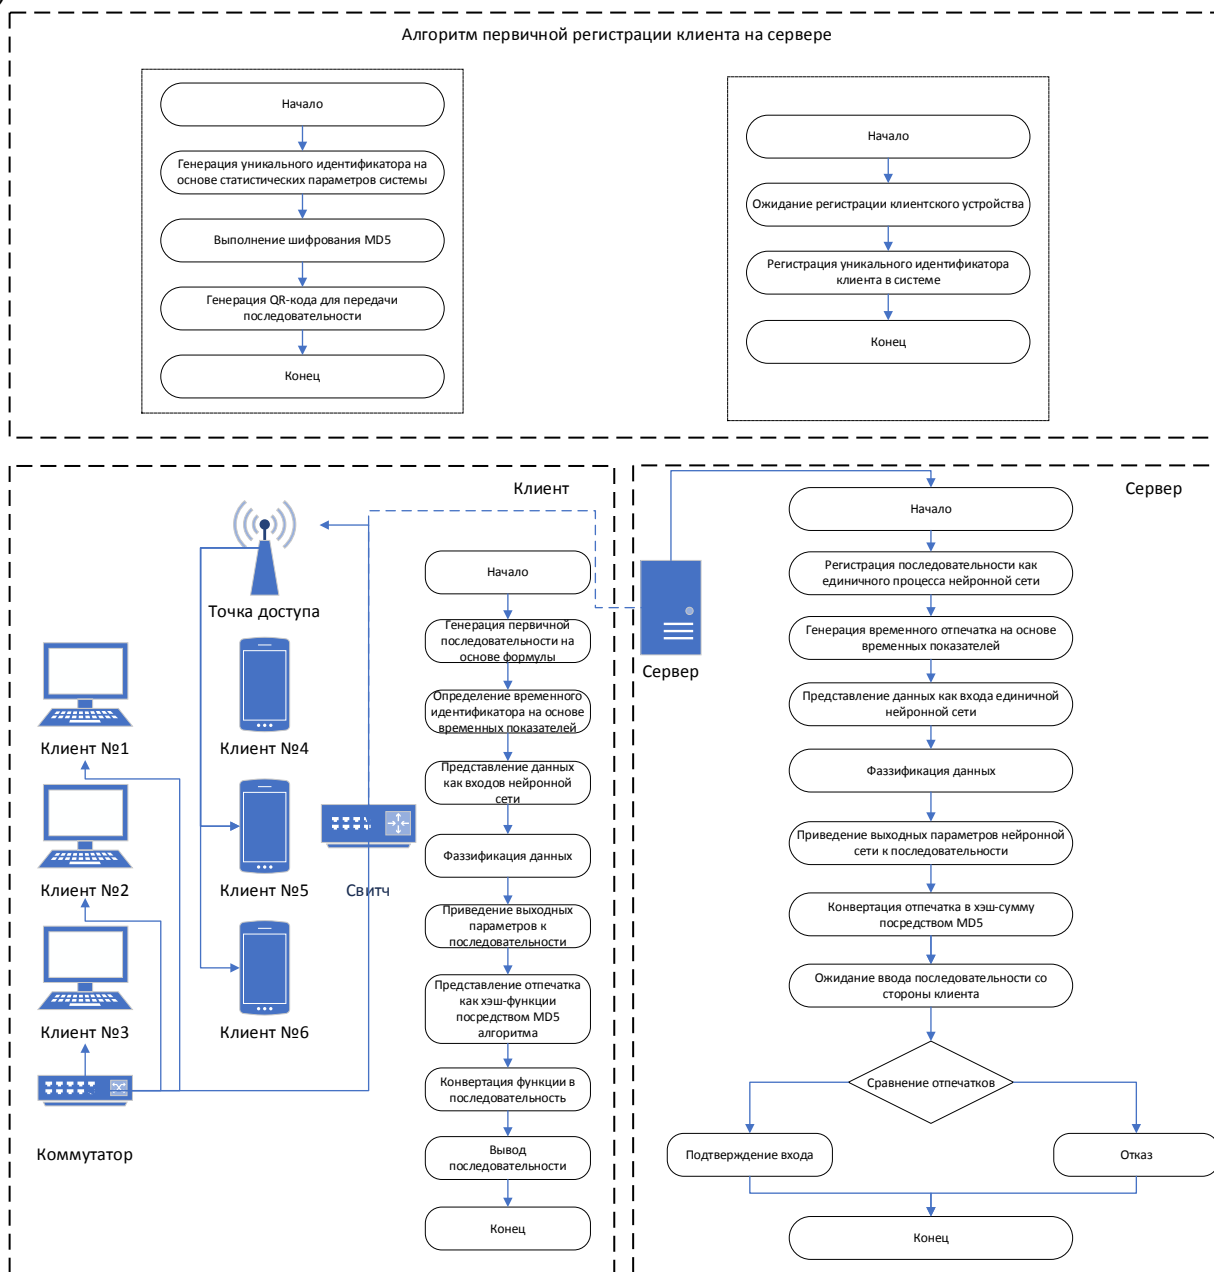 Алгоритм первичной регистрации клиента на сервере
Начало
Генерация уникального идентификатора на
основе статистических параметров системы
Выполнение шифрования MD5
Генерация QR-кода для передачи
последовательности
Конец
Начало
Ожидание регистрации клиентского устройства
Регистрация уникального идентификатора
клиента в системе
Конец
Клиент
Точка доступа
Клиент №1
Клиент №4
Клиент №2
Клиент №5
Свитч
Клиент №3
Клиент №6
Коммутатор
Начало
Генерация первичной
последовательности на
основе формулы
Определение временного
идентификатора на основе
временных показателей
Представление данных
как входов нейронной
сети
Фаззификация данных
Приведение выходных
параметров к
последовательности
Представление отпечатка
как хэш-функции
посредством MD5
алгоритма
Конвертация функции в
последовательность
Вывод
последовательности
Конец
Сервер
Сервер
Начало
Регистрация последовательности как
единичного процесса нейронной сети
Генерация временного отпечатка на основе
временных показателей
Представление данных как входа единичной
нейронной сети
Фаззификация данных
Приведение выходных параметров нейронной
сети к последовательности
Конвертация отпечатка в хэш-сумму
посредством MD5
Ожидание ввода последовательности со
стороны клиента
Сравнение отпечатков
Подтверждение входа
Отказ
Конец